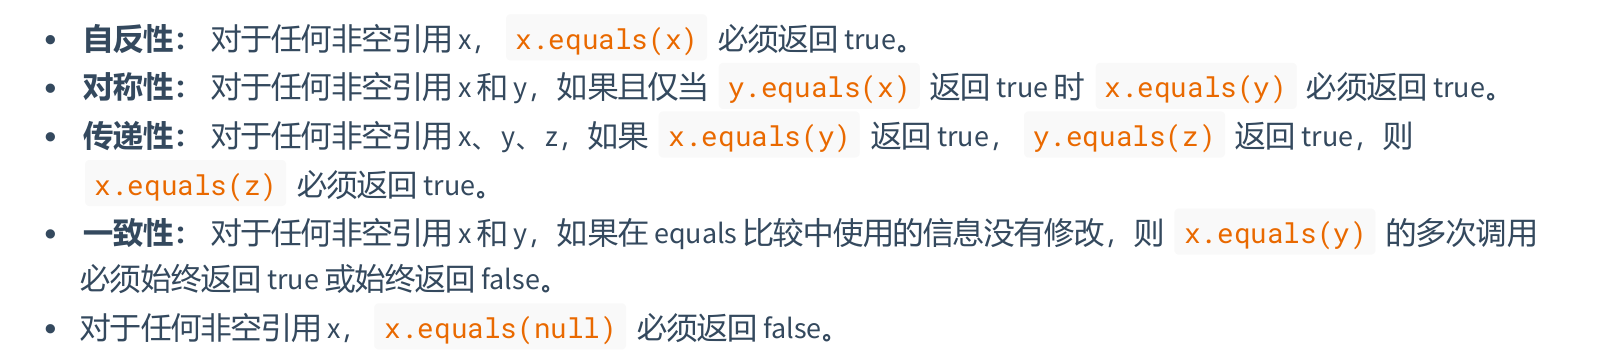 • 自反性： 对于任何非空引用 x， x.equals(x) 必须返回 true。
• 对称性： 对于任何非空引用 x 和 y，如果且仅当 y.equals(x) 返回 true 时 x.equals(y) 必须返回 true。
• 传递性： 对于任何非空引用 x、y、z，如果 x.equals(y) 返回 true， y.equals(z) 返回 true，则
x.equals(z) 必须返回 true。
• 一致性： 对于任何非空引用 x 和 y，如果在 equals 比较中使用的信息没有修改，则 x.equals(y) 的多次调用
必须始终返回 true 或始终返回 false。
• 对于任何非空引用 x， x.equals(null) 必须返回 false。